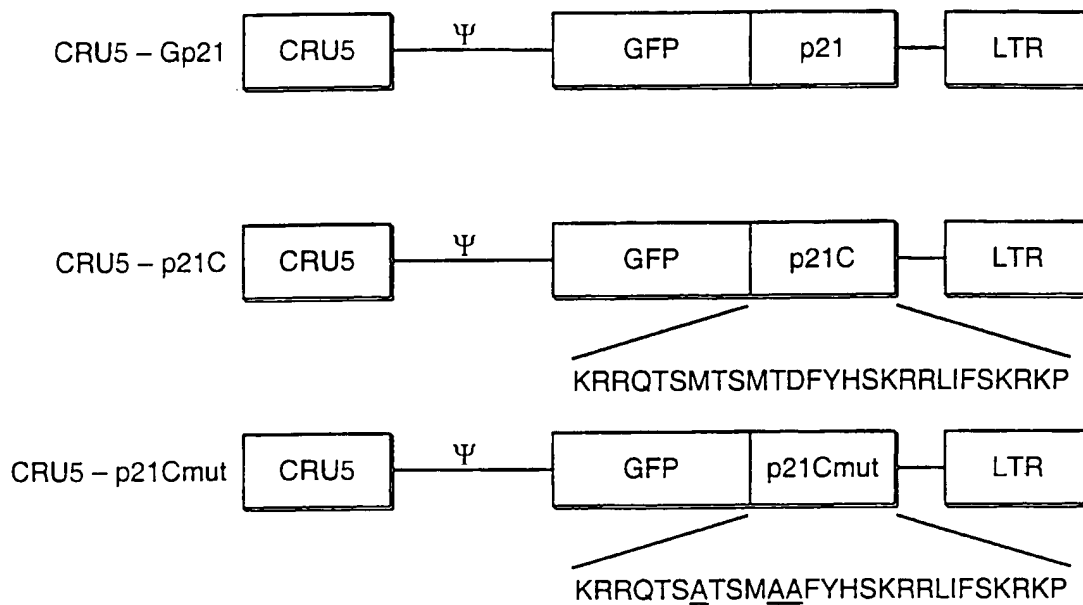 Ψ
CRU5 – Gp21 CRU5 GFP p21 LTR
Ψ
CRU5 – p21C CRU5 GFP p21C LTR
KRRQTSMTSMTDFYHSKRRLIFSKRKP
Ψ
CRU5 – p21Cmut CRU5 GFP p21Cmut LTR
KRRQTSATSMAAFYHSKRRLIFSKRKP